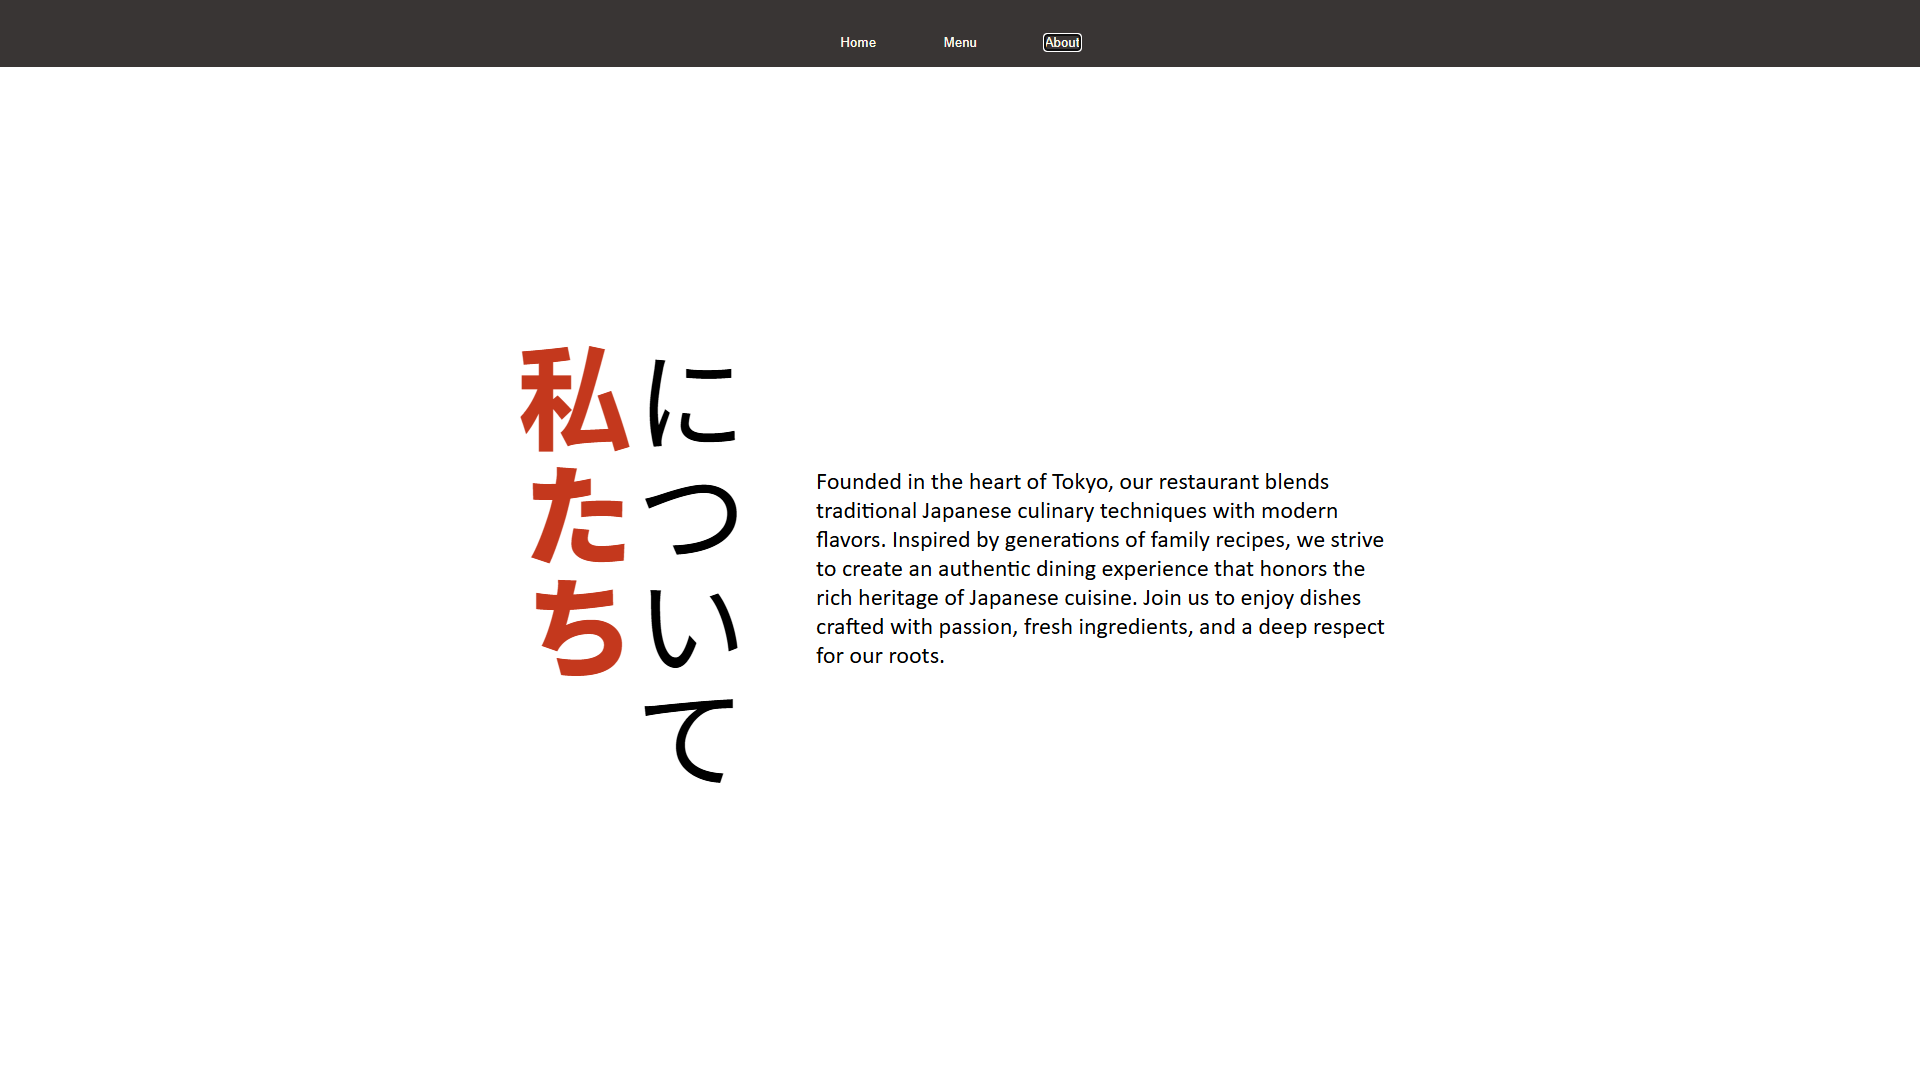 Home
Menu
About
私たち
について
Founded in the heart of Tokyo, our restaurant blends
traditional Japanese culinary techniques with modern
flavors. Inspired by generations of family recipes, we strive
to create an authentic dining experience that honors the
rich heritage of Japanese cuisine. Join us to enjoy dishes
crafted with passion, fresh ingredients, and a deep respect
for our roots.